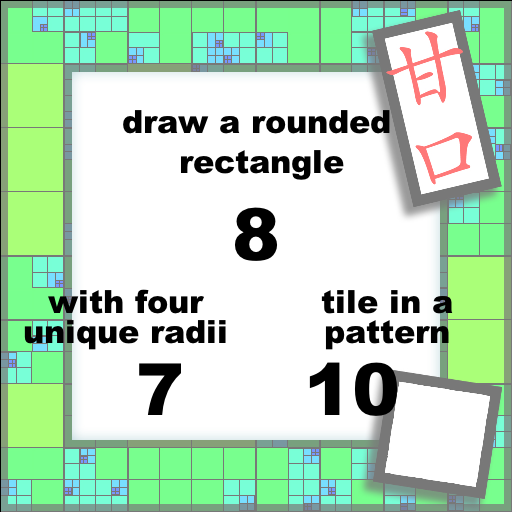 draw a rounded
rectangle
8
with four
unique radii
7
tile in a
pattern
10
甘
口